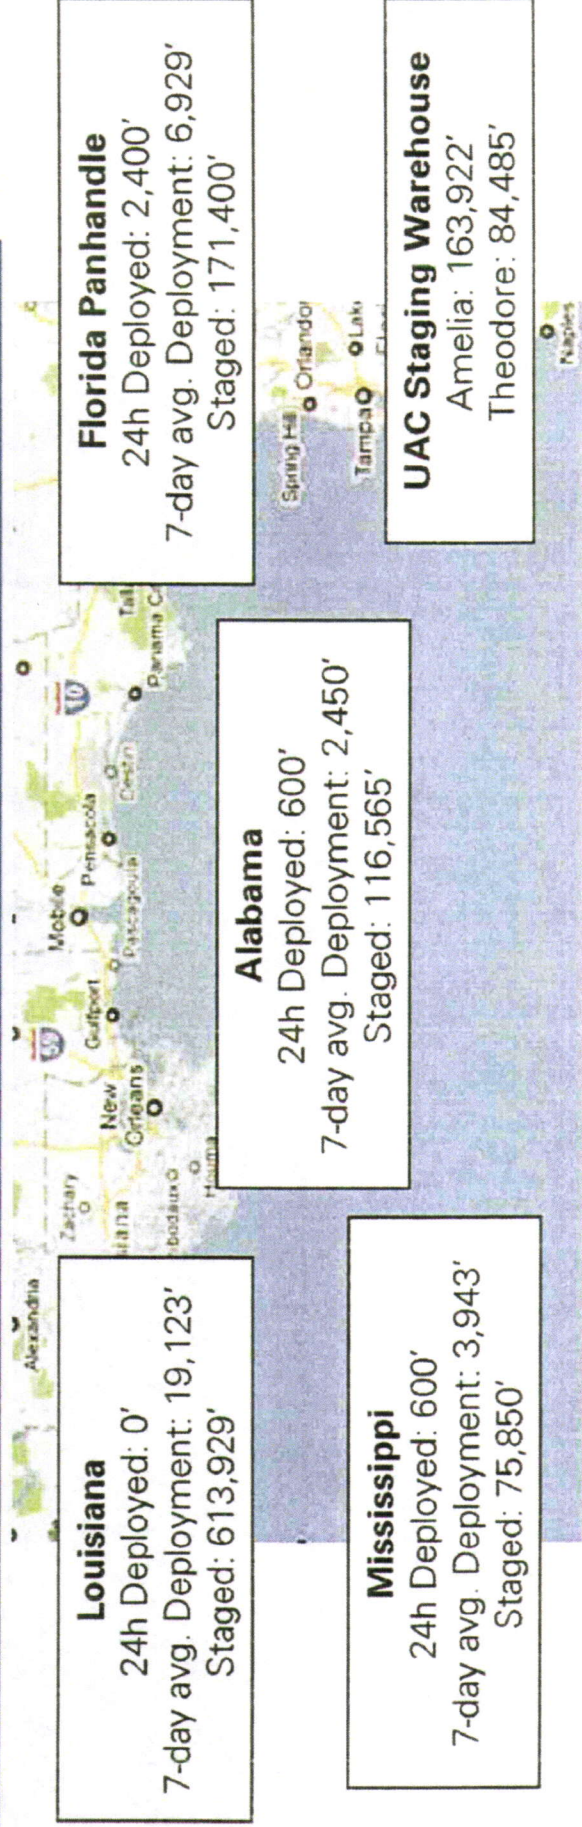 Louisiana
24h Deployed: 0'
7-day avg. Deployment: 19,123'
Staged: 613,929'
Mississippi
24h Deployed: 600'
7-day avg. Deployment: 3,943'
Staged: 75,850'
Alabama
24h Deployed: 600'
7-day avg. Deployment: 2,450'
Staged: 116,565'
Florida Panhandle
24h Deployed: 2,400'
7-day avg. Deployment: 6,929'
Staged: 171,400'
UAC Staging Warehouse
Amelia: 163,922'
Theodore: 84,485'
Alexandria
Zachary
New
Orleans
Houma
Gulfport
Mobile
Pascagoula
Pensacola
Destin
10
Panama C
Spring Hill
Orlando
Tampa
Lak
Naples